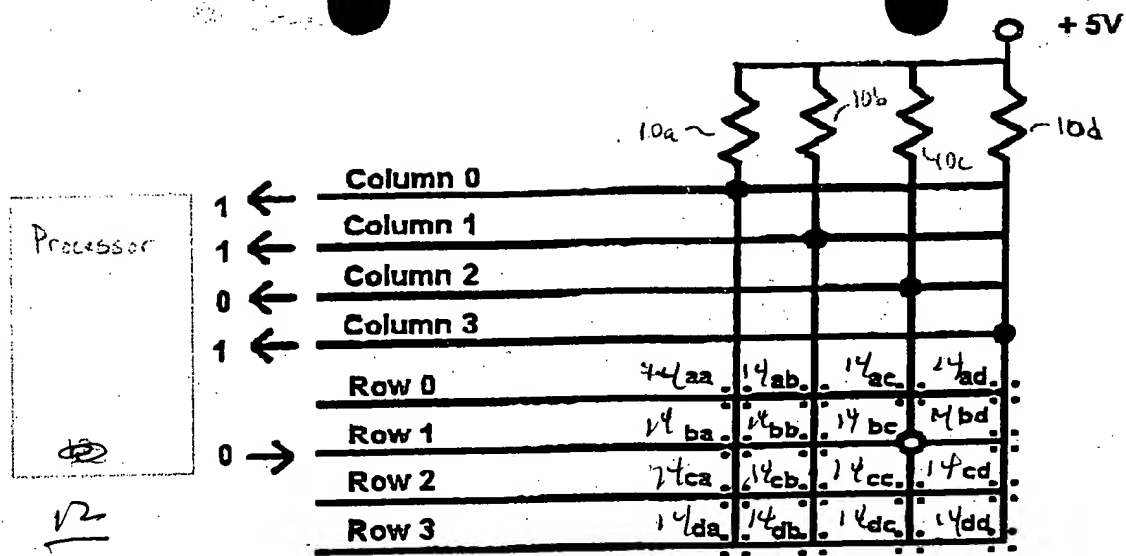 + 5V
10a
10b
10c
10d
Column 0
1
Column 1
1
Column 2
0
Column 3
1
Processor
Row 0
14aa 14ab 14ac 14ad
Row 1
14ba 14bb 14bc 14bd
0
Row 2
14ca 14cb 14cc 14cd
Row 3
14da 14db 14dc 14dd
12